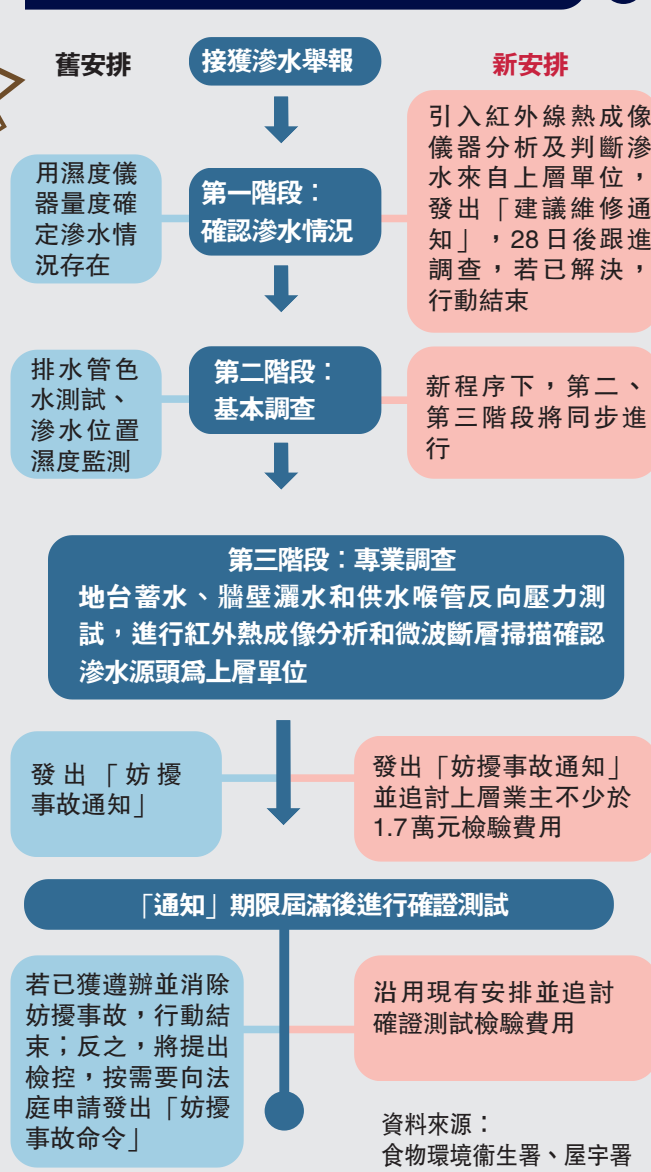 舊安排
接獲滲水舉報
新安排
用濕度儀
器量度確
定滲水情
況存在
第一階段：
確認滲水情況
引入紅外線熱成像
儀器分析及判斷滲
水來自上層單位，
發出「建議維修通
知」，28日後跟進
調查，若已解決，
行動結束
排水管色
水測試、
滲水位置
濕度監測
第二階段：
基本調查
新程序下，第二、
第三階段將同步進
行
第三階段：專業調查
地台蓄水、牆壁灑水和供水喉管反向壓力測
試，進行紅外熱成像分析和微波斷層掃描確認
滲水源頭爲上層單位
發出「妨擾
事故通知」
發出「妨擾事故通知」
並追討上層業主不少於
1.7萬元檢驗費用
「通知」期限屆滿後進行確證測試
若已獲遵辦並消除
妨擾事故，行動結
束；反之，將提出
檢控，按需要向法
庭申請發出「妨擾
事故命令」
沿用現有安排並追討
確證測試檢驗費用
資料來源：
食物環境衞生署、屋宇署